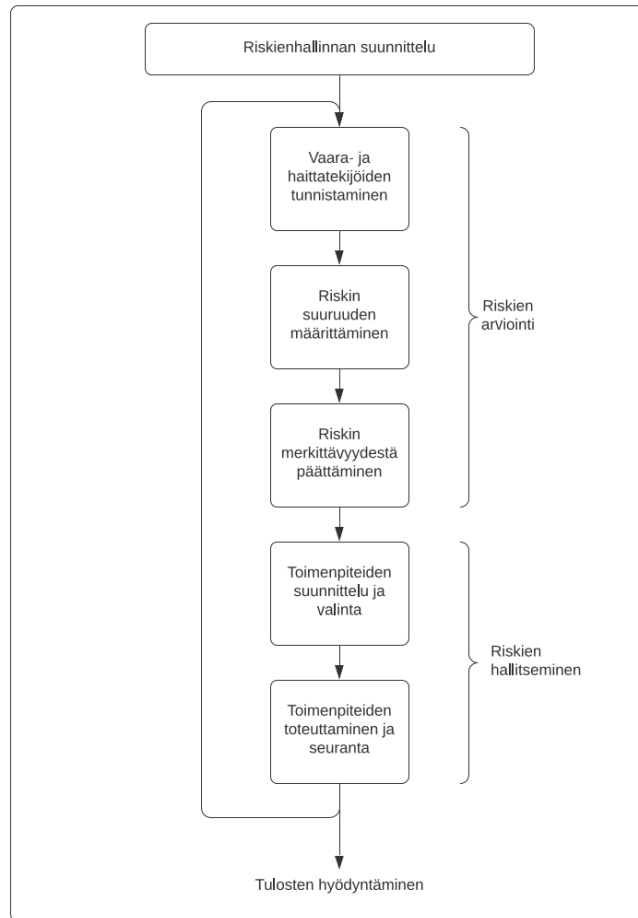 Riskienhallinnan suunnittelu
Vaara- ja
haittatekijöiden
tunnistaminen
Riskin
suuruuden
määrittäminen
Riskien
arviointi
Riskin
merkittävyydestä
päättäminen
Toimenpiteiden
suunnittelu ja
valinta
Riskien
hallitseminen
Toimenpiteiden
toteuttaminen ja
seuranta
Tulosten hyödyntäminen